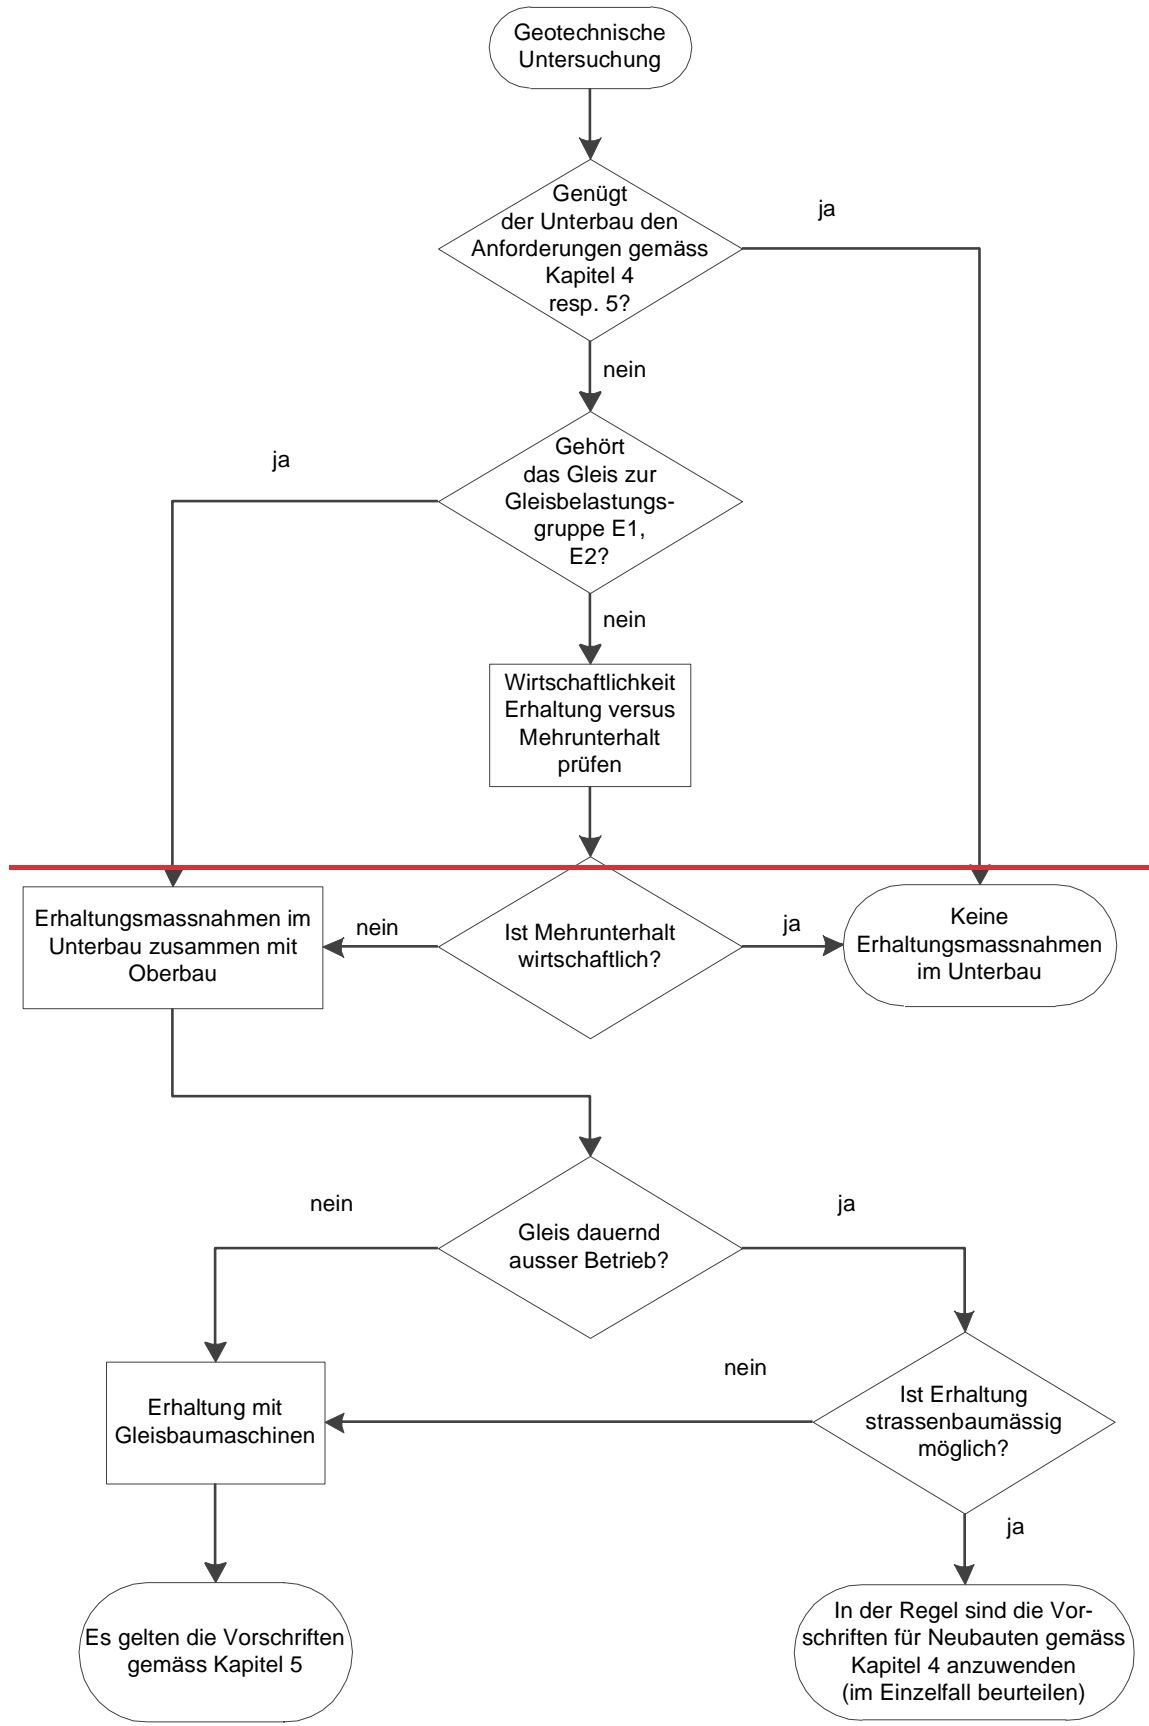 Geotechnische
Untersuchung
Genügt
der Unterbau den
Anforderungen gemäss
Kapitel 4
resp. 5?
ja
nein
Gehört
das Gleis zur
Gleisbelastungs-
gruppe E1,
E2?
ja
nein
Wirtschaftlichkeit
Erhaltung versus
Mehrunterhalt
prüfen
Erhaltungsmassnahmen im
Unterbau zusammen mit
Oberbau
nein
Ist Mehrunterhalt
wirtschaftlich?
ja
Keine
Erhaltungsmassnahmen
im Unterbau
nein
Gleis dauernd
ausser Betrieb?
ja
Erhaltung mit
Gleisbaumaschinen
nein
Ist Erhaltung
strassenbaumässig
möglich?
ja
Es gelten die Vorschriften
gemäss Kapitel 5
In der Regel sind die Vor-
schriften für Neubauten gemäss
Kapitel 4 anzuwenden
(im Einzelfall beurteilen)